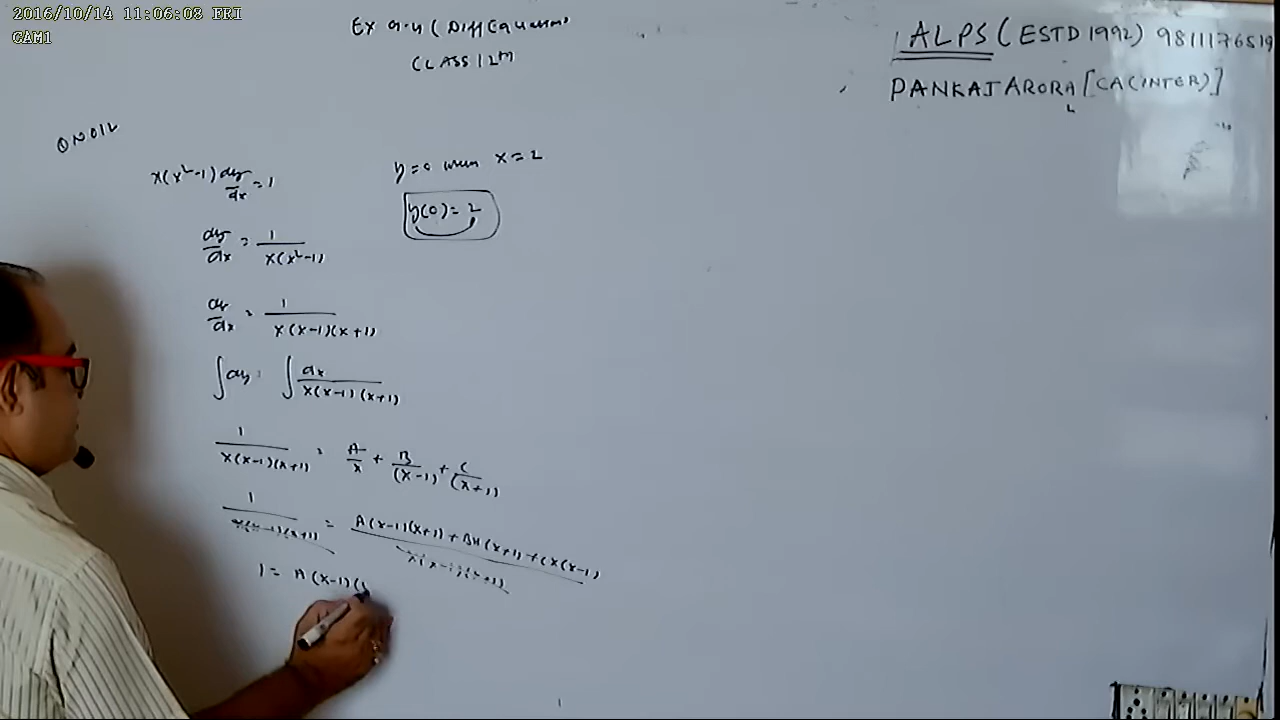 2016/10/14 11:06:08 FRI
CAM1
Ex 9.4 ( Diff Equations
CLASS 12th
ALPS ( ESTD 1992) 9811176519
PANKAJ ARORA [CA(INTER)]
QNO12
x(x²-1) dy/dx = 1
y=0 when x=2
y(0)=2
dy/dx = 1/x(x²-1)
dy/dx = 1/x(x-1)(x+1)
∫dy = ∫dx/x(x-1)(x+1)
1/x(x-1)(x+1) = A/x + B/(x-1) + C/(x+1)
1/x(x-1)(x+1) = A(x-1)(x+1) + Bx(x+1) + Cx(x-1)/x(x-1)(x+1)
1 = A(x-1)(